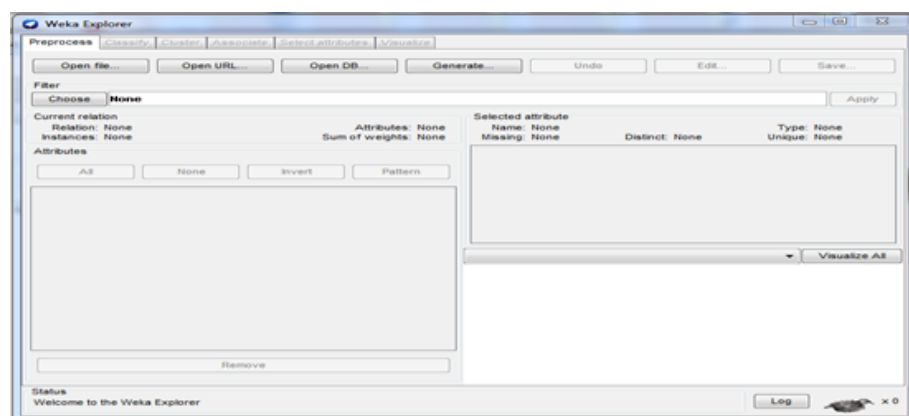 Weka Explorer
Preprocess Classify Cluster Associate Select attributes Visualize
Open file... Open URL... Open DB... Generate... Undo Edit... Save...
Filter
Choose None Apply
Current relation
Relation: None Attributes: None
Instances: None Sum of weights: None
Selected attribute
Name: None Type: None
Missing: None Distinct: None Unique: None
Attributes
All None Invert Pattern
Visualize All
Remove
Status
Welcome to the Weka Explorer
Log x 0